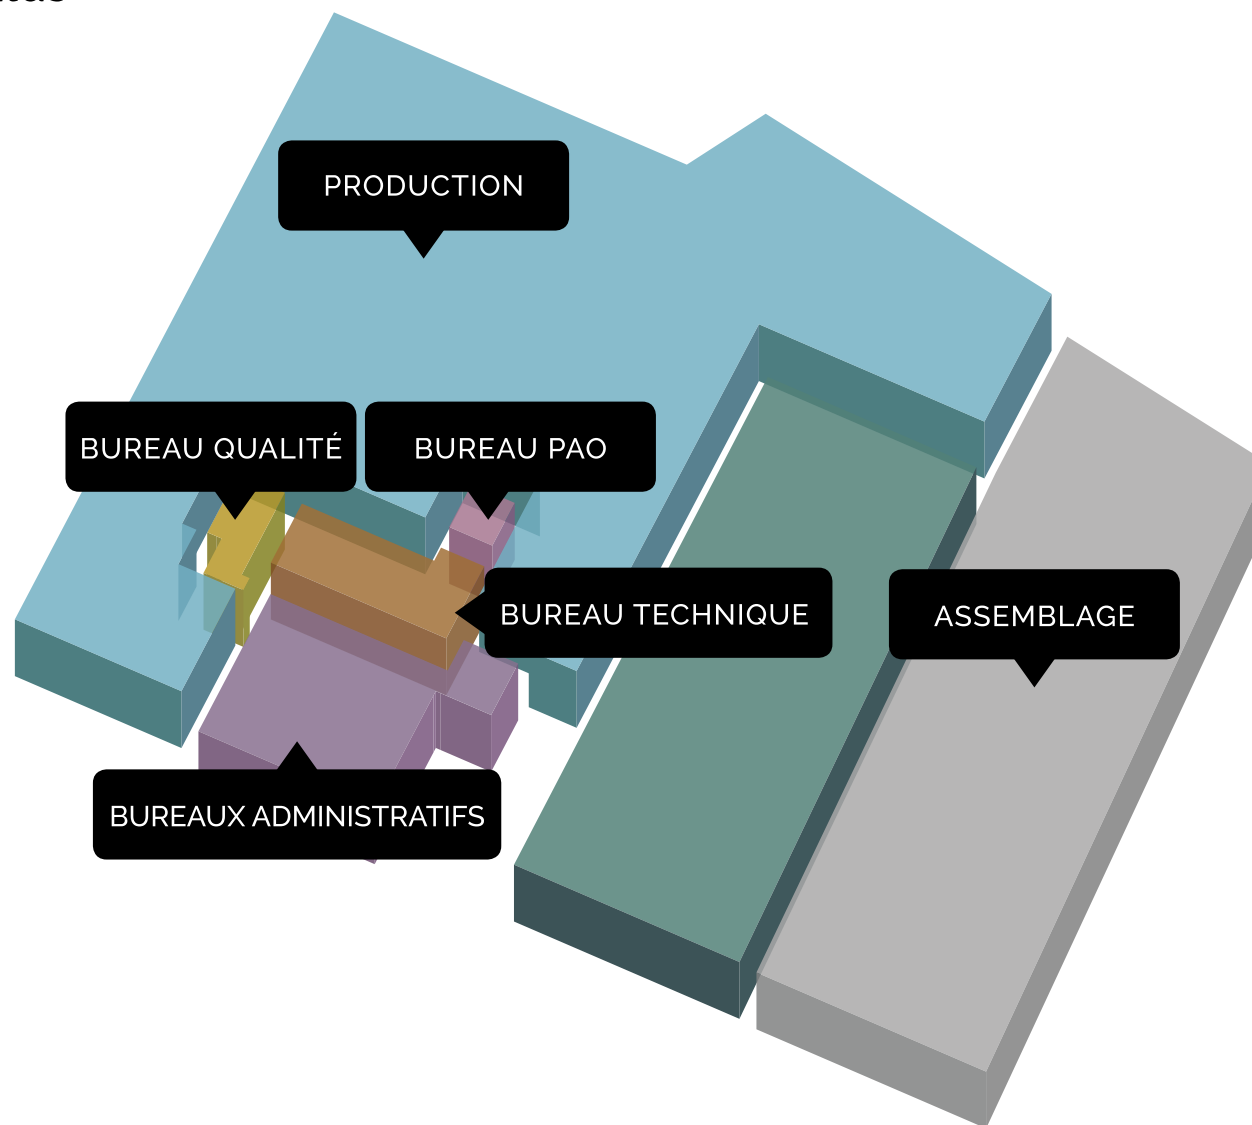 PRODUCTION
BUREAU QUALITÉ
BUREAU PAO
BUREAU TECHNIQUE
ASSEMBLAGE
BUREAUX ADMINISTRATIFS